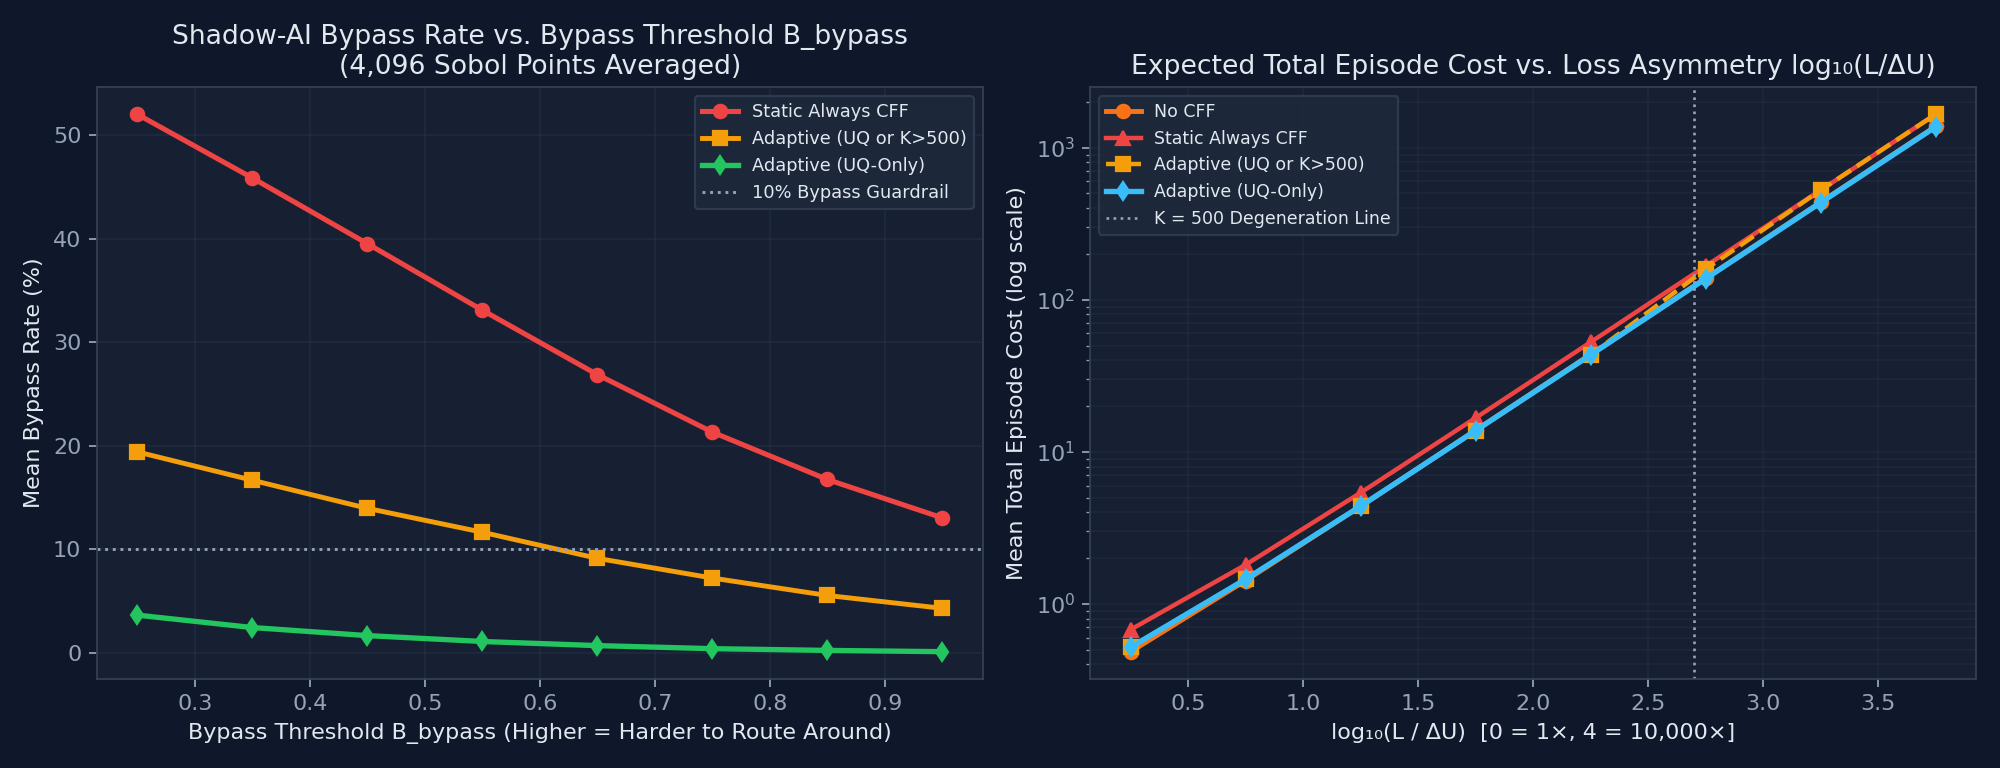 Shadow-AI Bypass Rate vs. Bypass Threshold B_bypass
(4,096 Sobol Points Averaged)
Mean Bypass Rate (%)
50
40
30
20
10
0
Static Always CFF
Adaptive (UQ or K>500)
Adaptive (UQ-Only)
10% Bypass Guardrail
0.3 0.4 0.5 0.6 0.7 0.8 0.9
Bypass Threshold B_bypass (Higher = Harder to Route Around)
Expected Total Episode Cost vs. Loss Asymmetry log₁₀(L/ΔU)
Mean Total Episode Cost (log scale)
10³
10²
10¹
10⁰
No CFF
Static Always CFF
Adaptive (UQ or K>500)
Adaptive (UQ-Only)
K = 500 Degeneration Line
0.5 1.0 1.5 2.0 2.5 3.0 3.5
log₁₀(L / ΔU) [0 = 1×, 4 = 10,000×]